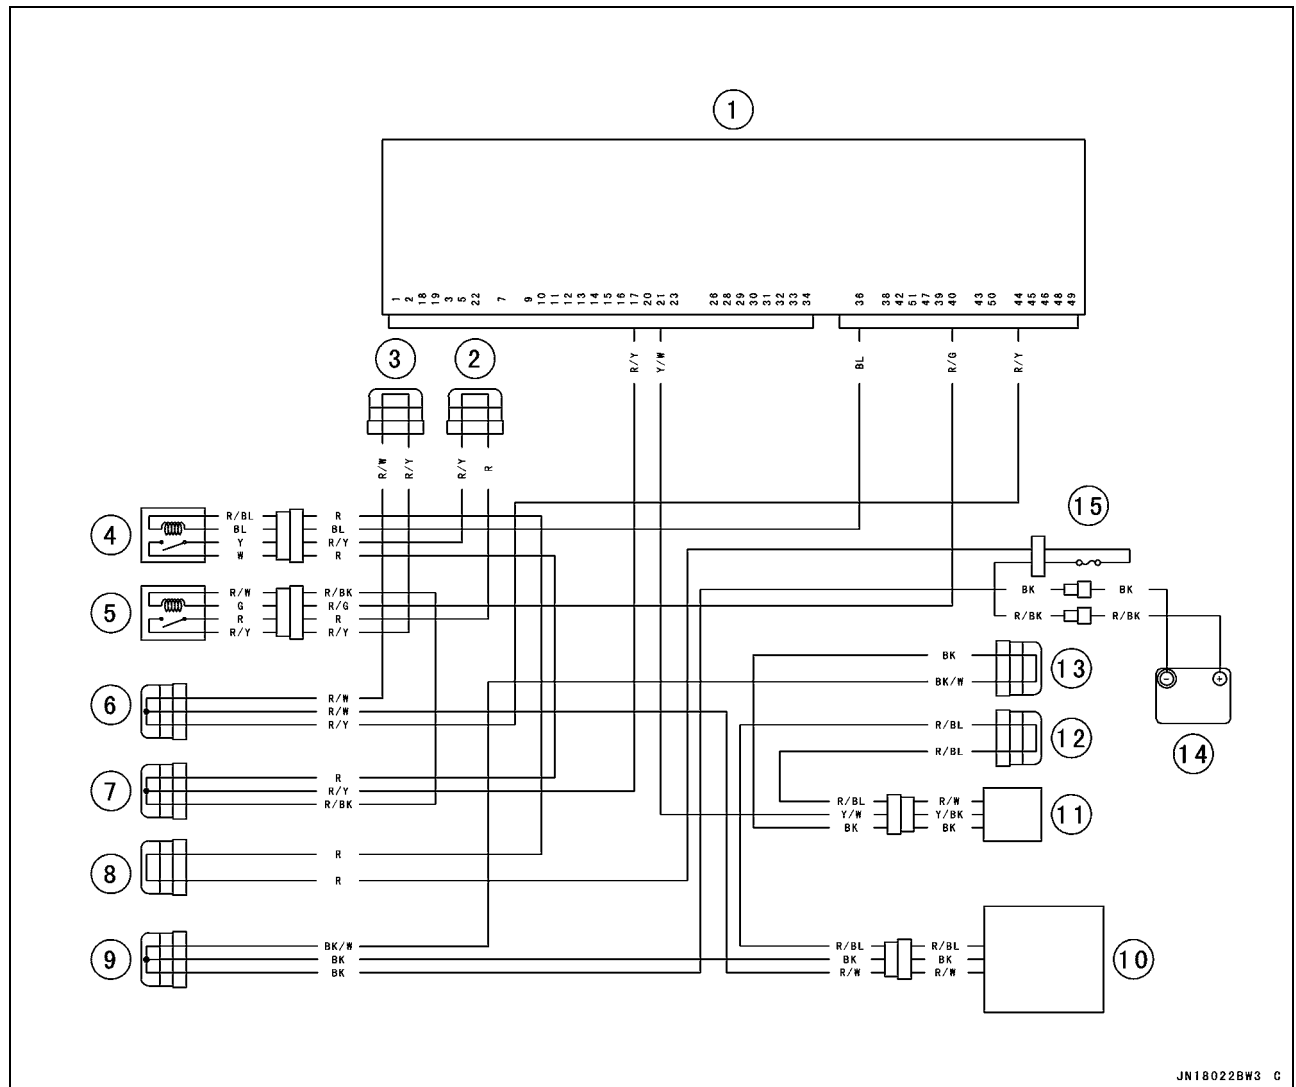 1
1 2 18 19 3 5 22 7 9 10 11 12 13 14 15 16 17 20 21 23 26 28 29 30 31 32 33 34 36 38 42 51 47 39 40 43 50 44 45 46 48 49
R/Y Y/W BL R/G R/Y
3 2
R/W R/Y R/Y R
15
4
R/BL R
BL BL
Y R/Y
W R
BK BK
R/BK R/BK
5
R/W R/BK
G R/G
R R
R/Y R/Y
BK
BK/W
13
14
6
R/W
R/W
R/Y
R/BL
R/BL
12
7
R
R/Y
R/BK
R/BL R/W
Y/W Y/BK
BK BK
11
8
R
R
9
BK/W
BK
BK
R/BL R/BL
BK BK
R/W R/W
10
JN18022BW3 C